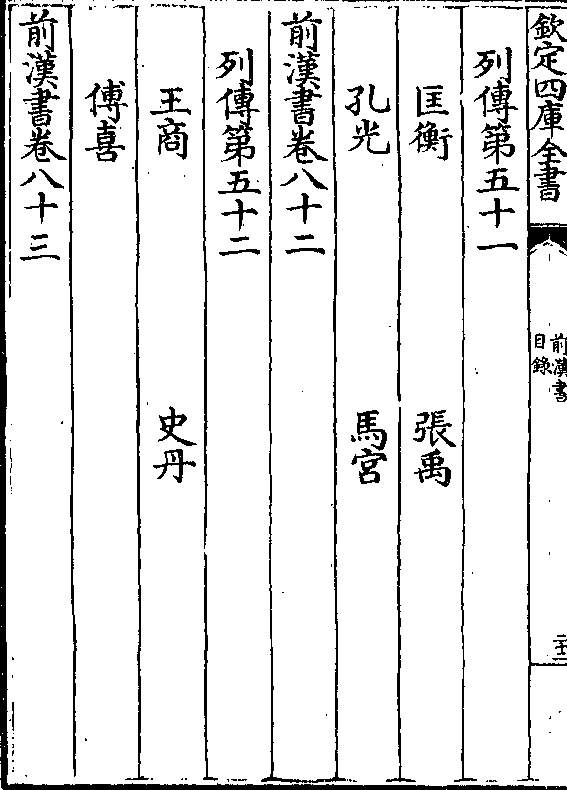 欽定四庫全書
前漢書
目錄
列傳第五十一
匡衡　張禹
孔光　馬宮
前漢書卷八十二
列傳第五十二
王商　史丹
傅喜
前漢書卷八十三